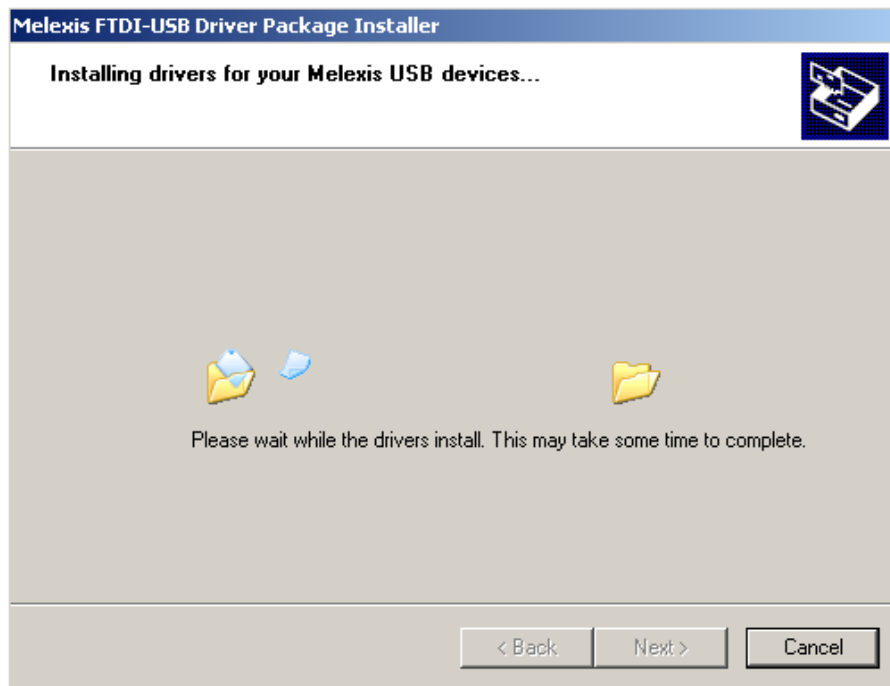 Melexis FTDI-USB Driver Package Installer
Installing drivers for your Melexis USB devices...
Please wait while the drivers install. This may take some time to complete.
< Back Next > Cancel